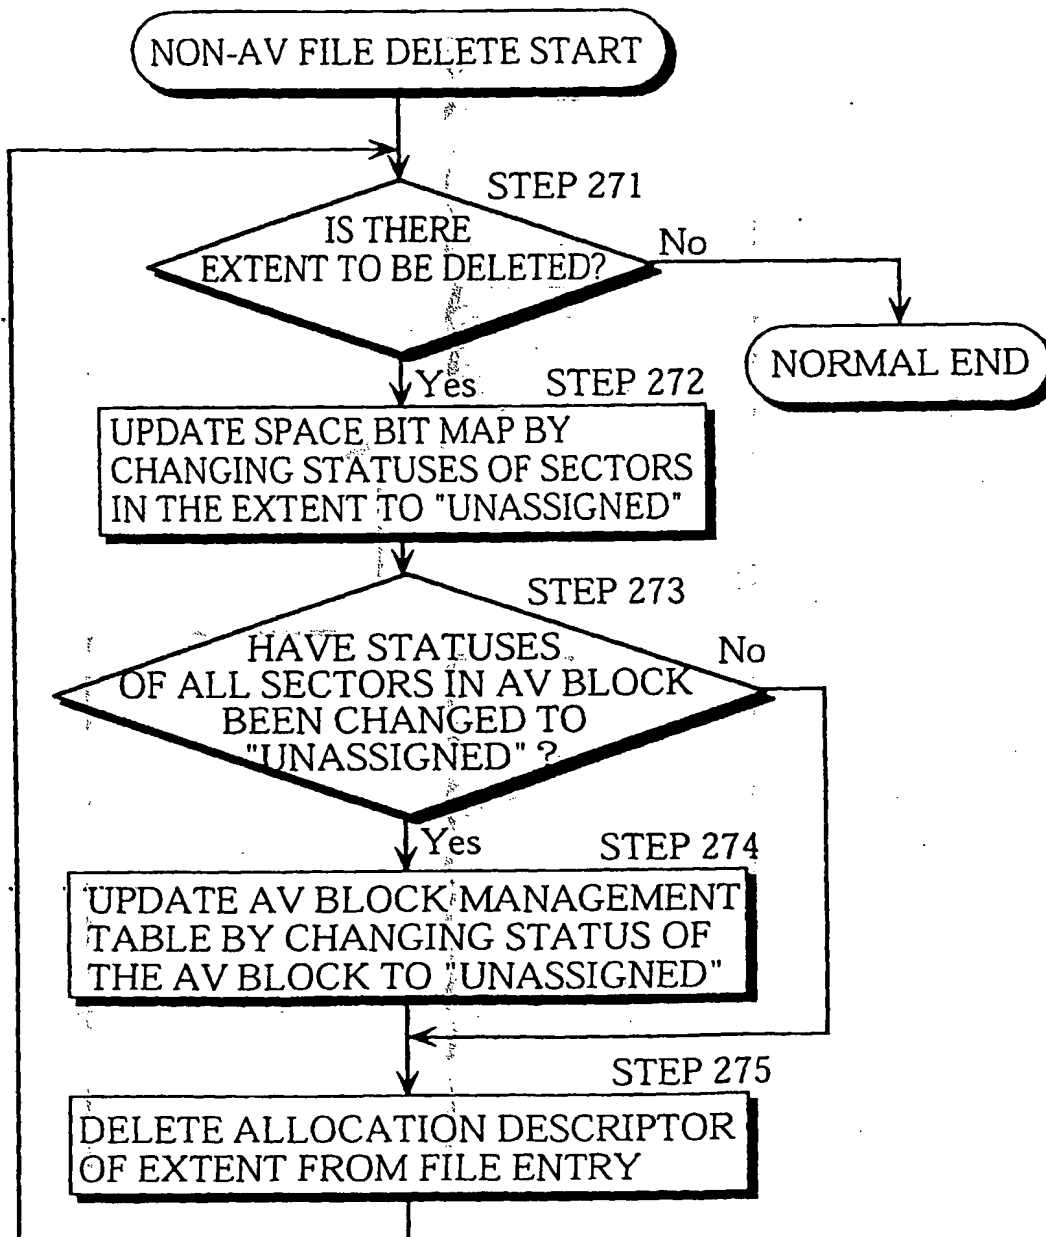 NON-AV FILE DELETE START
STEP 271
IS THERE
EXTENT TO BE DELETED?
No
NORMAL END
Yes
STEP 272
UPDATE SPACE BIT MAP BY
CHANGING STATUSES OF SECTORS
IN THE EXTENT TO "UNASSIGNED"
STEP 273
HAVE STATUSES
OF ALL SECTORS IN AV BLOCK
BEEN CHANGED TO
"UNASSIGNED" ?
No
Yes
STEP 274
UPDATE AV BLOCK MANAGEMENT
TABLE BY CHANGING STATUS OF
THE AV BLOCK TO "UNASSIGNED"
STEP 275
DELETE ALLOCATION DESCRIPTOR
OF EXTENT FROM FILE ENTRY